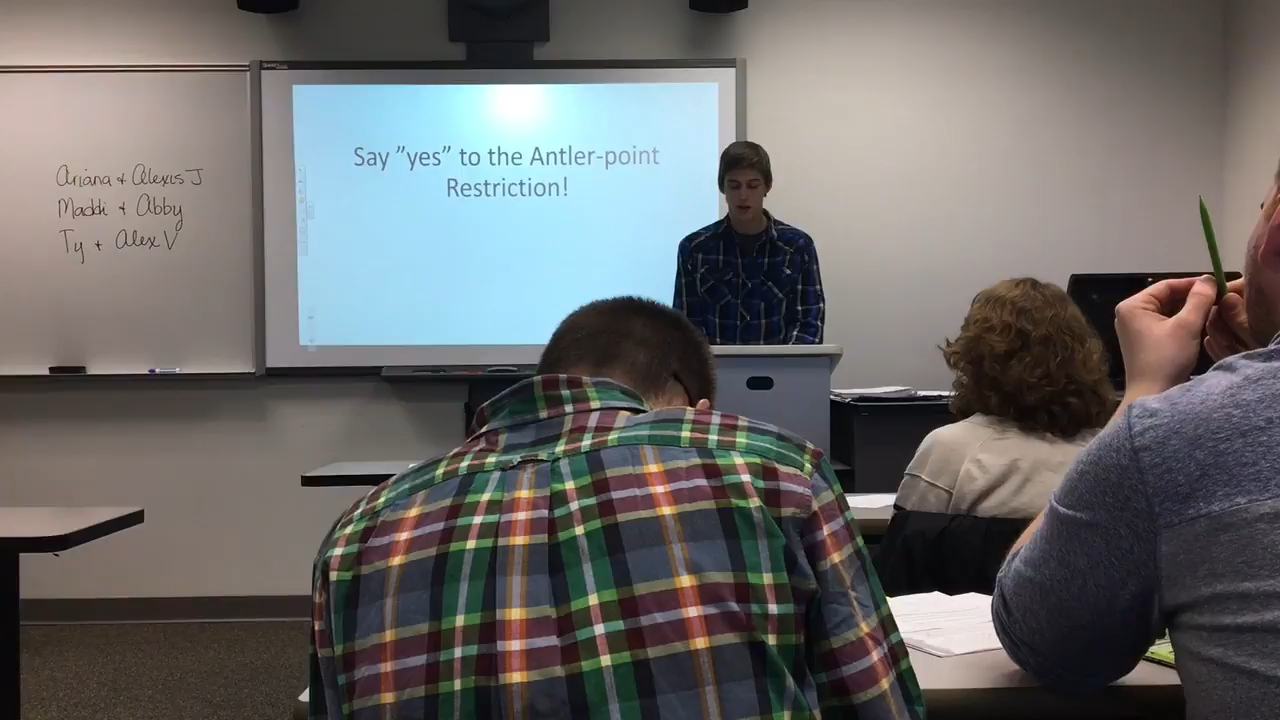 Ariana + Alexis J
Maddi + Abby
Ty + Alex V
Say ”yes” to the Antler-point
Restriction!